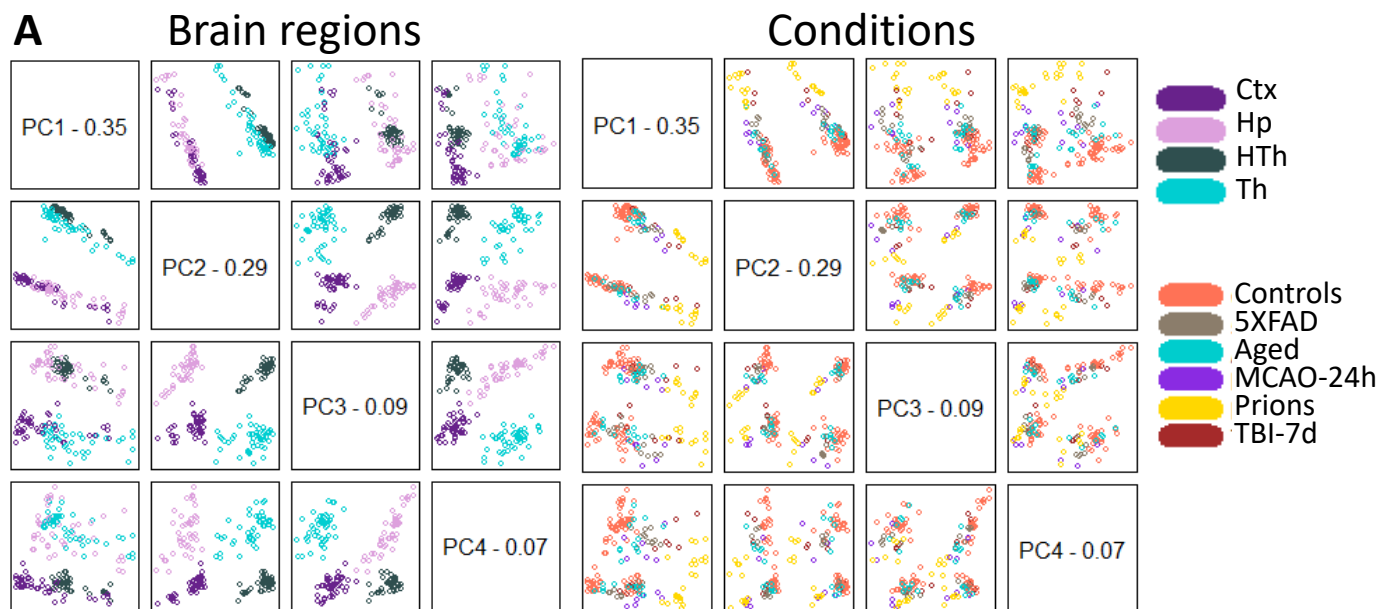 A
Brain regions
Conditions
PC1 - 0.35
PC2 - 0.29
PC3 - 0.09
PC4 - 0.07
PC1 - 0.35
PC2 - 0.29
PC3 - 0.09
PC4 - 0.07
Ctx
Hp
HTh
Th
Controls
5XFAD
Aged
MCAO-24h
Prions
TBI-7d